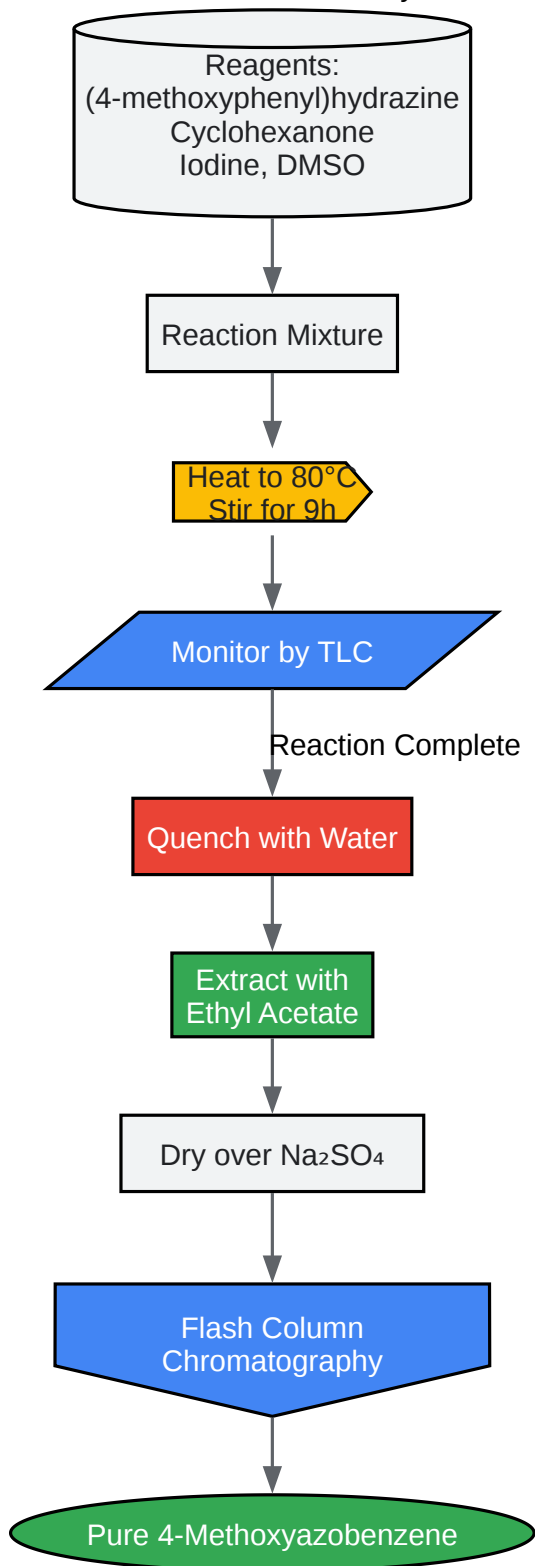 Reagents:
(4-methoxyphenyl)hydrazine
Cyclohexanone
Iodine, DMSO
Reaction Mixture
Heat to 80°C
Stir for 9h
Monitor by TLC
Reaction Complete
Quench with Water
Extract with
Ethyl Acetate
Dry over Na₂SO₄
Flash Column
Chromatography
Pure 4-Methoxyazobenzene